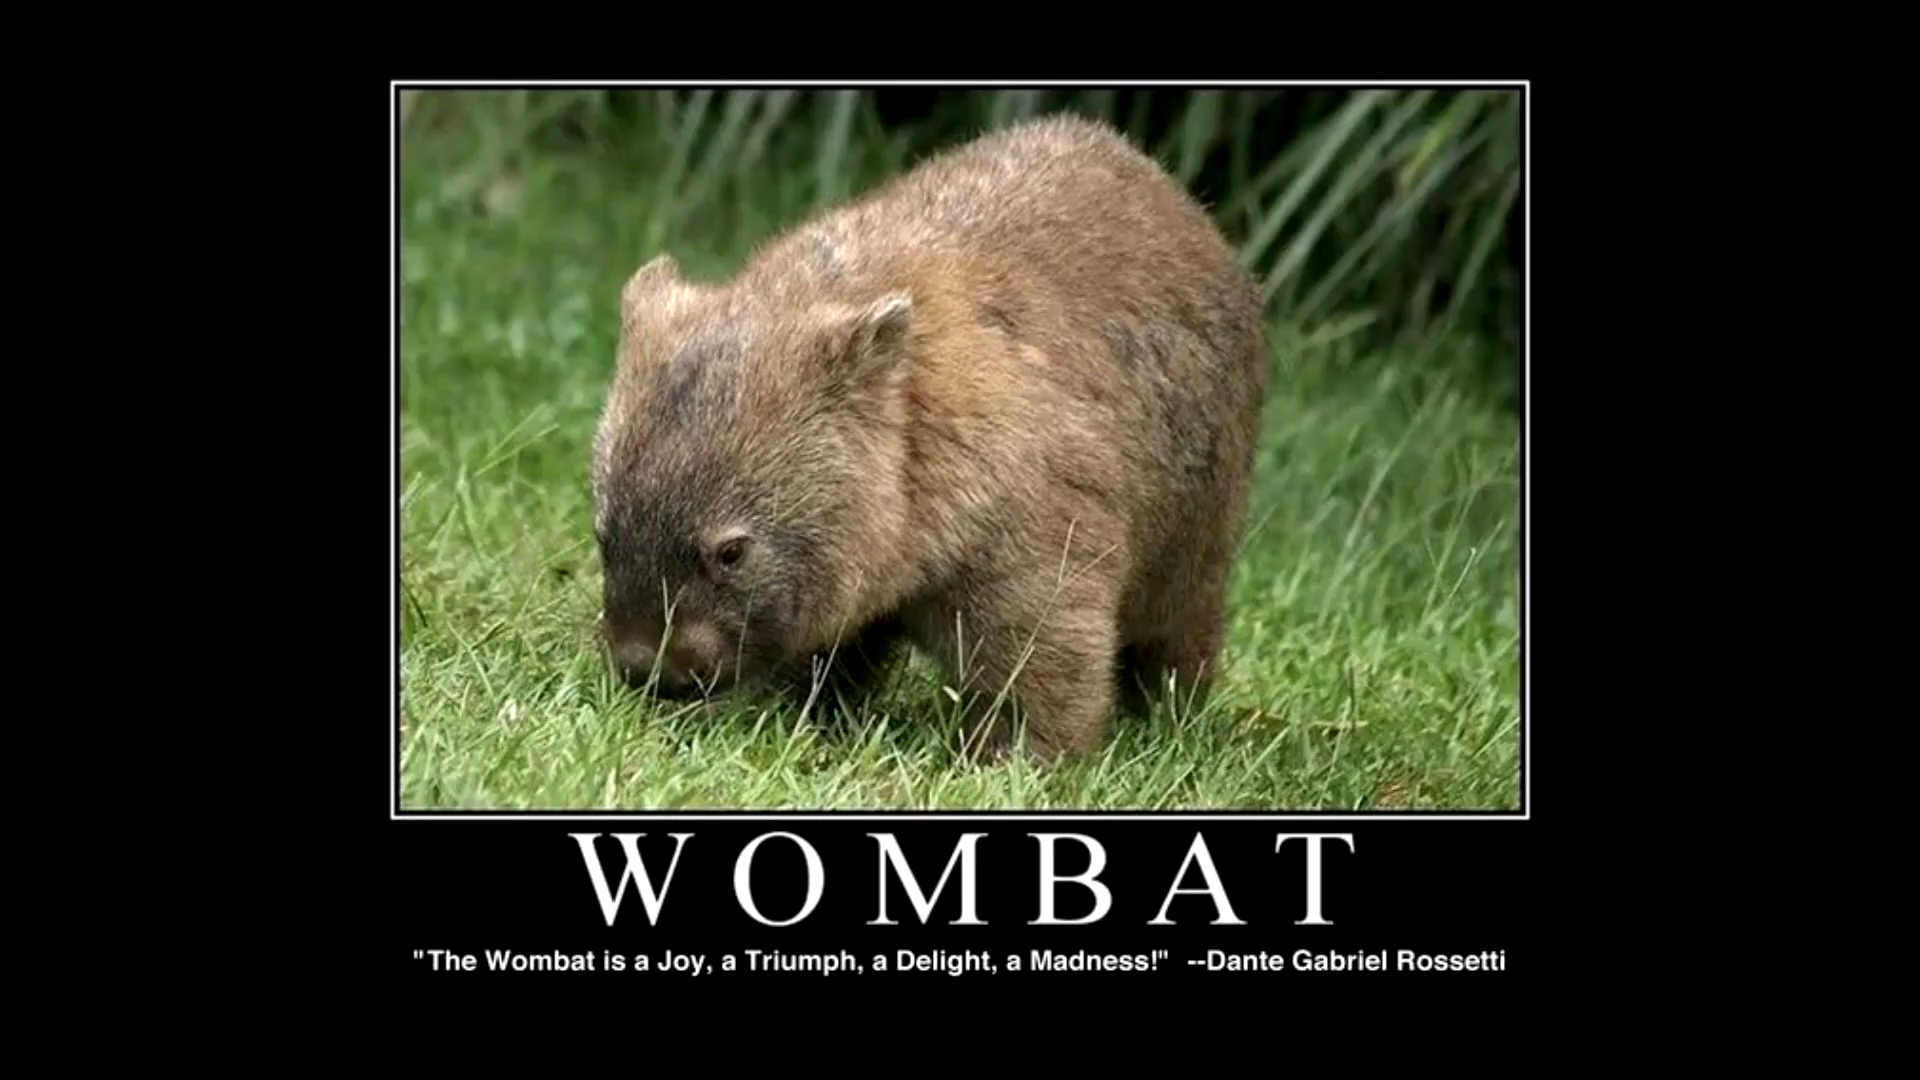 WOMBAT
"The Wombat is a Joy, a Triumph, a Delight, a Madness!" --Dante Gabriel Rossetti